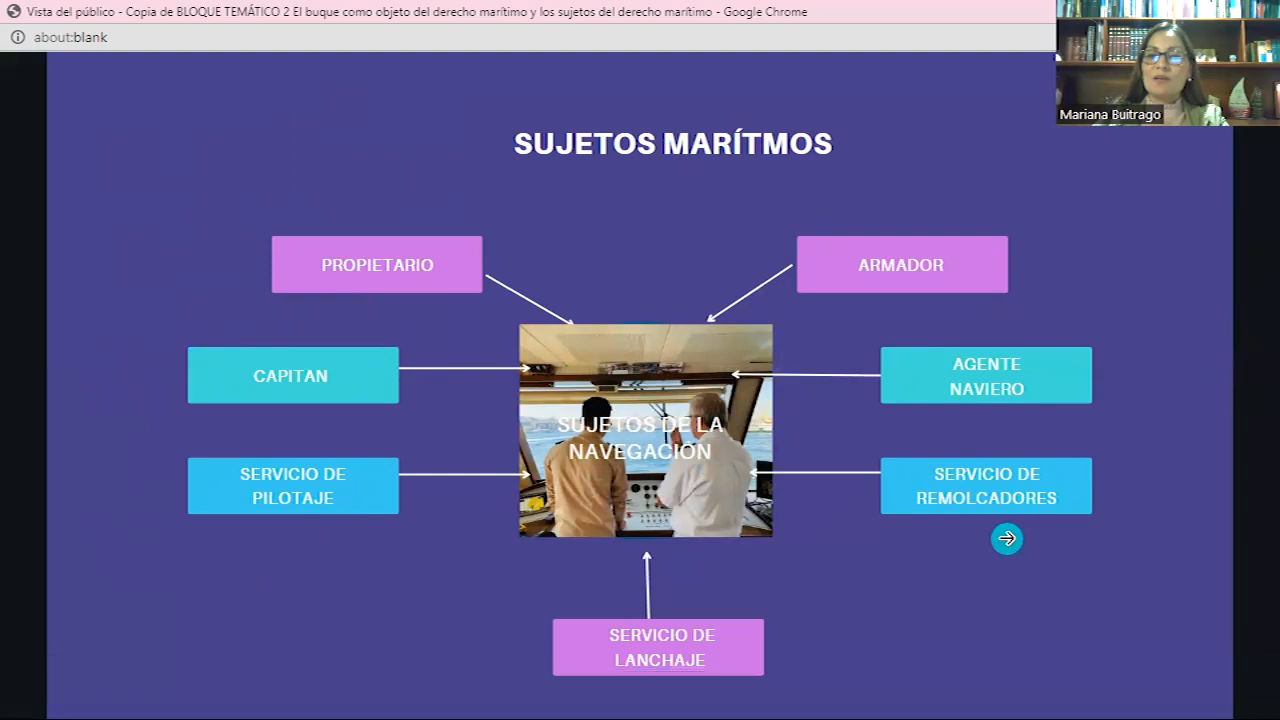 Vista del público - Copia de BLOQUE TEMÁTICO 2 El buque como objeto del derecho marítimo y los sujetos del derecho marítimo - Google Chrome
about:blank
Mariana Buitrago
SUJETOS MARÍTMOS
PROPIETARIO
ARMADOR
CAPITAN
AGENTE
NAVIERO
SUJETOS DE LA
NAVEGACIÓN
SERVICIO DE
PILOTAJE
SERVICIO DE
REMOLCADORES
SERVICIO DE
LANCHAJE